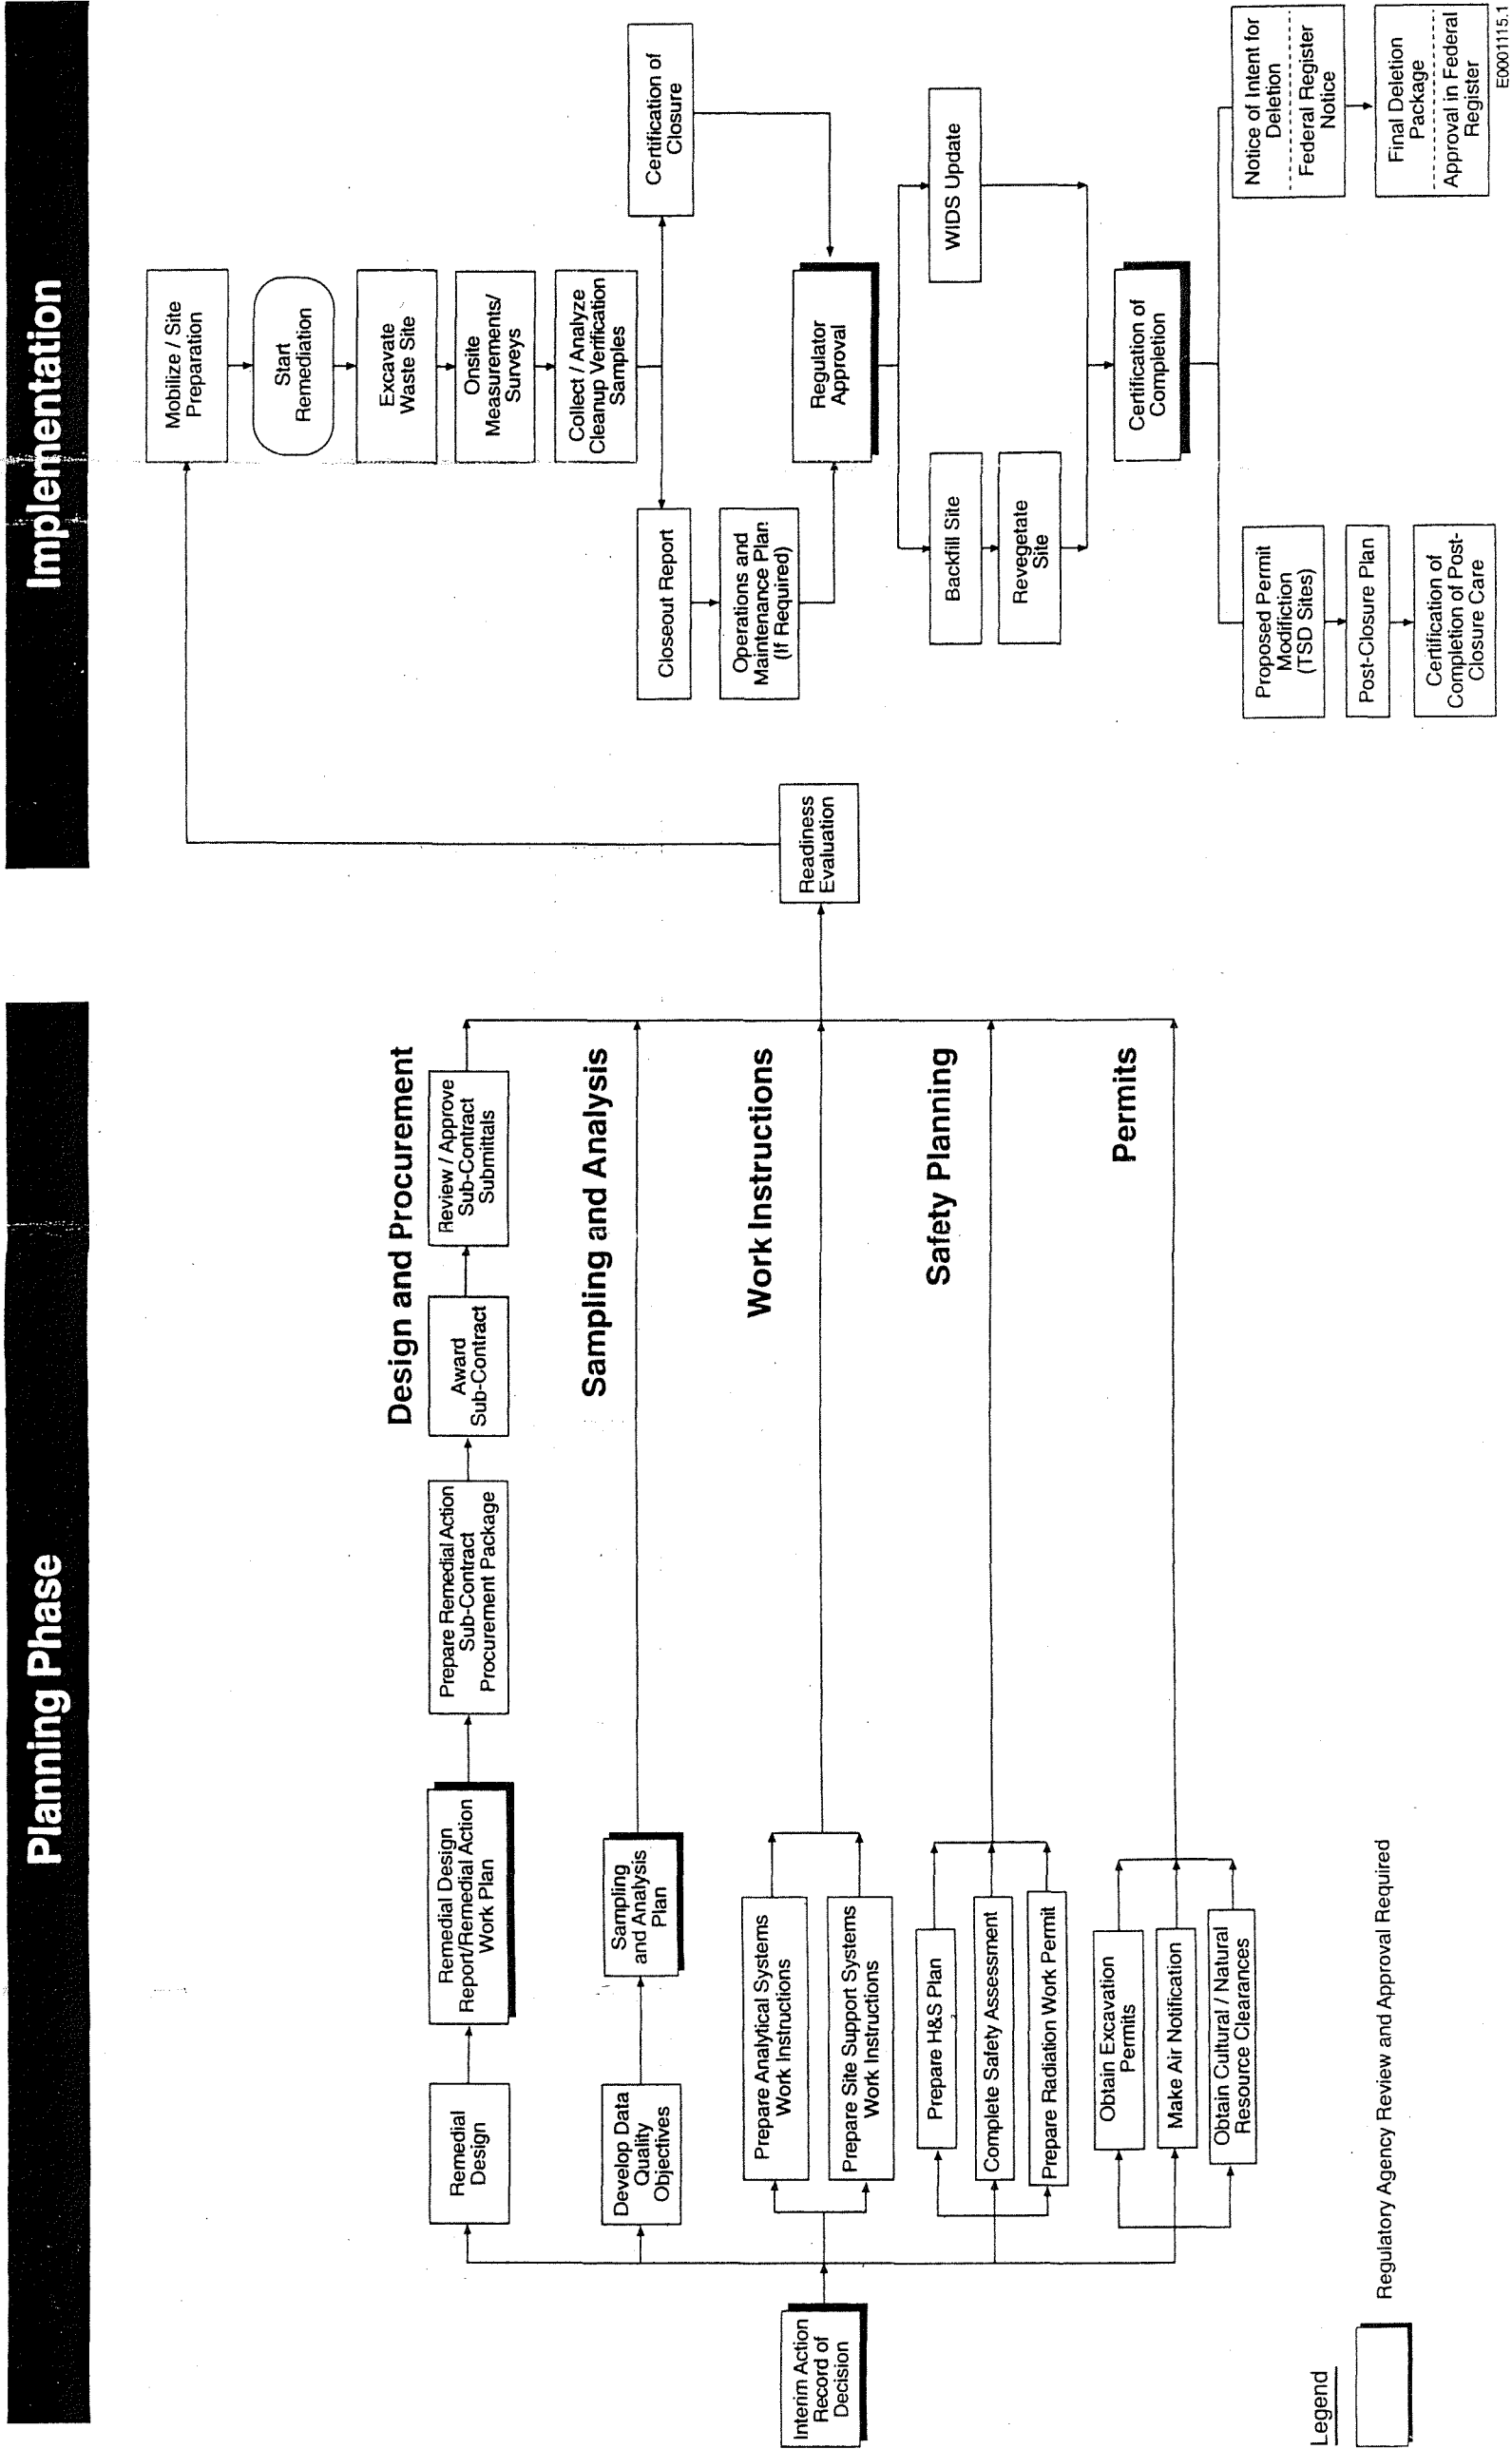 Planning Phase
Implementation
Interim Action
Record of
Decision
Design and Procurement
Remedial
Design
Remedial Design
Report/Remedial Action
Work Plan
Prepare Remedial Action
Sub-Contract
Procurement Package
Award
Sub-Contract
Review / Approve
Sub-Contract
Submittals
Sampling and Analysis
Develop Data
Quality
Objectives
Sampling
and Analysis
Plan
Work Instructions
Prepare Analytical Systems
Work Instructions
Prepare Site Support Systems
Work Instructions
Safety Planning
Prepare H&S Plan
Complete Safety Assessment
Prepare Radiation Work Permit
Permits
Obtain Excavation
Permits
Make Air Notification
Obtain Cultural / Natural
Resource Clearances
Readiness
Evaluation
Mobilize / Site
Preparation
Start
Remediation
Excavate
Waste Site
Onsite
Measurements/
Surveys
Collect / Analyze
Cleanup Verification
Samples
Closeout Report
Operations and
Maintenance Plan
(If Required)
Certification of
Closure
Regulator
Approval
Backfill Site
Revegetate
Site
WIDS Update
Certification of
Completion
Proposed Permit
Modifiction
(TSD Sites)
Post-Closure Plan
Certification of
Completion of Post-
Closure Care
Notice of Intent for
Deletion
Federal Register
Notice
Final Deletion
Package
Approval in Federal
Register
Legend
Regulatory Agency Review and Approval Required
E0001115.1